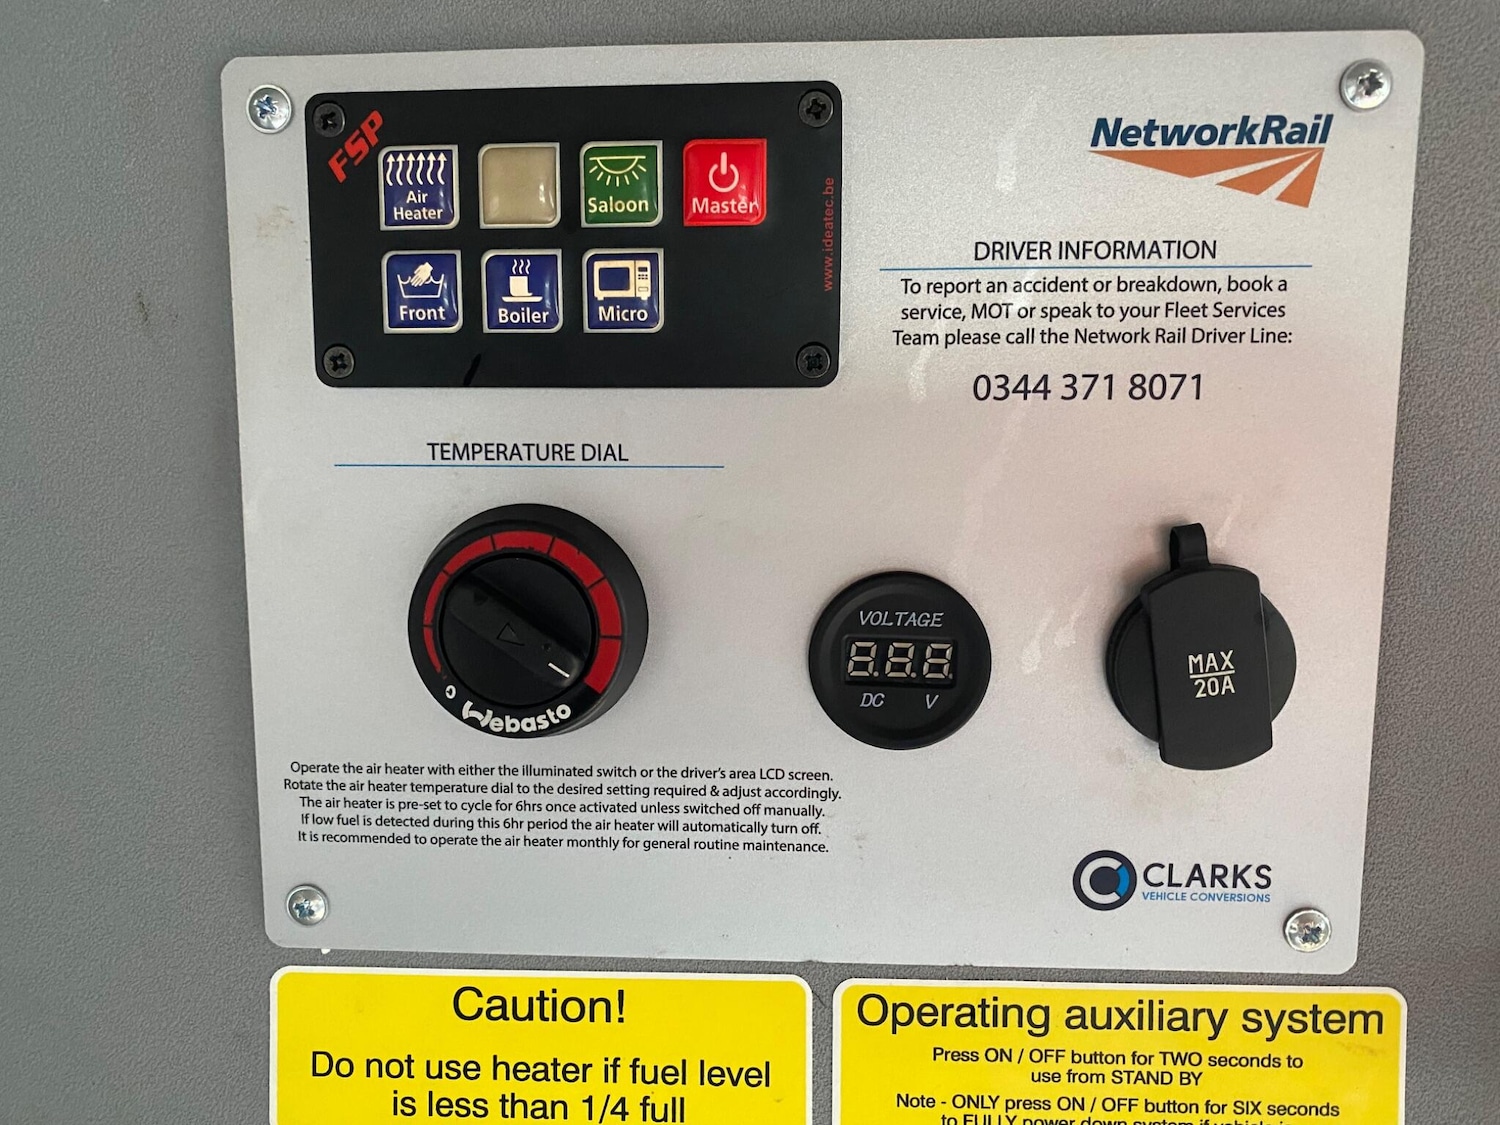 FSP
Air
Heater
Saloon
Master
Front
Boiler
Micro
www.ideatec.be
NetworkRail
DRIVER INFORMATION
To report an accident or breakdown, book a
service, MOT or speak to your Fleet Services
Team please call the Network Rail Driver Line:
0344 371 8071
TEMPERATURE DIAL
Webasto
VOLTAGE
8.8.8
DC V
MAX
20A
Operate the air heater with either the illuminated switch or the driver's area LCD screen.
Rotate the air heater temperature dial to the desired setting required & adjust accordingly.
The air heater is pre-set to cycle for 6hrs once activated unless switched off manually.
If low fuel is detected during this 6hr period the air heater will automatically turn off.
It is recommended to operate the air heater monthly for general routine maintenance.
CLARKS
VEHICLE CONVERSIONS
Caution!
Do not use heater if fuel level
is less than 1/4 full
Operating auxiliary system
Press ON / OFF button for TWO seconds to
use from STAND BY
Note - ONLY press ON / OFF button for SIX seconds
to FULLY power down system if vehicle is